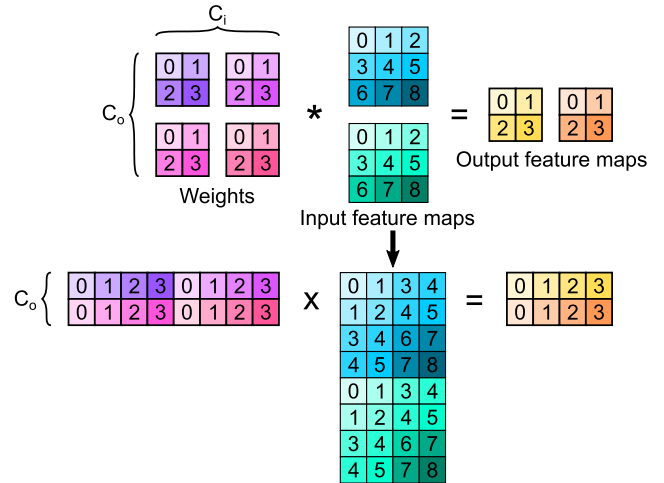 C_i
0 1 0 1 0 1 2
2 3 2 3 3 4 5
6 7 8
C_o * = 0 1 0 1
2 3 2 3
0 1 0 1 0 1 2
2 3 2 3 3 4 5
6 7 8
Output feature maps
Weights
Input feature maps
C_o 0 1 2 3 0 1 2 3 x 0 1 3 4 = 0 1 2 3
0 1 2 3 0 1 2 3 1 2 4 5 0 1 2 3
3 4 6 7
4 5 7 8
0 1 3 4
1 2 4 5
3 4 6 7
4 5 7 8